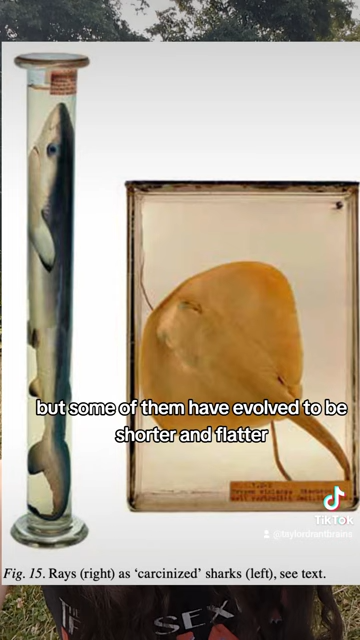 but some of them have evolved to be
shorter and flatter
TikTok
@taylordrantbrains
Fig. 15. Rays (right) as ‘carcinized’ sharks (left), see text.
SEX